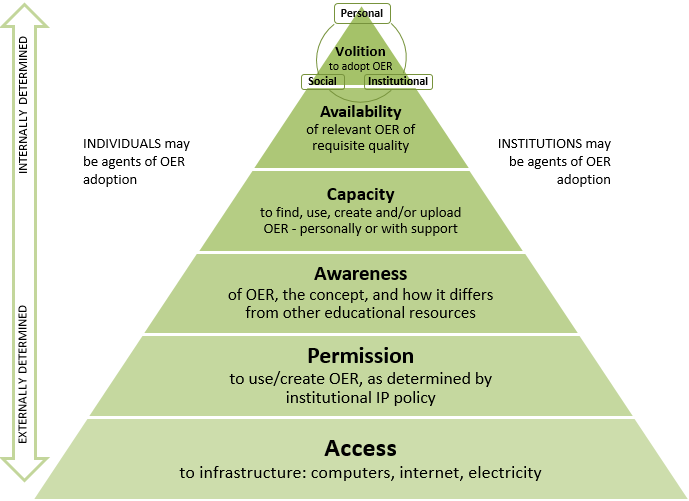 Personal
Volition
to adopt OER
Social
Institutional
Availability
of relevant OER of
requisite quality
INDIVIDUALS may
be agents of OER
adoption
INSTITUTIONS may
be agents of OER
adoption
INTERNALLY DETERMINED
Capacity
to find, use, create and/or upload
OER - personally or with support
Awareness
of OER, the concept, and how it differs
from other educational resources
EXTERNALLY DETERMINED
Permission
to use/create OER, as determined by
institutional IP policy
Access
to infrastructure: computers, internet, electricity